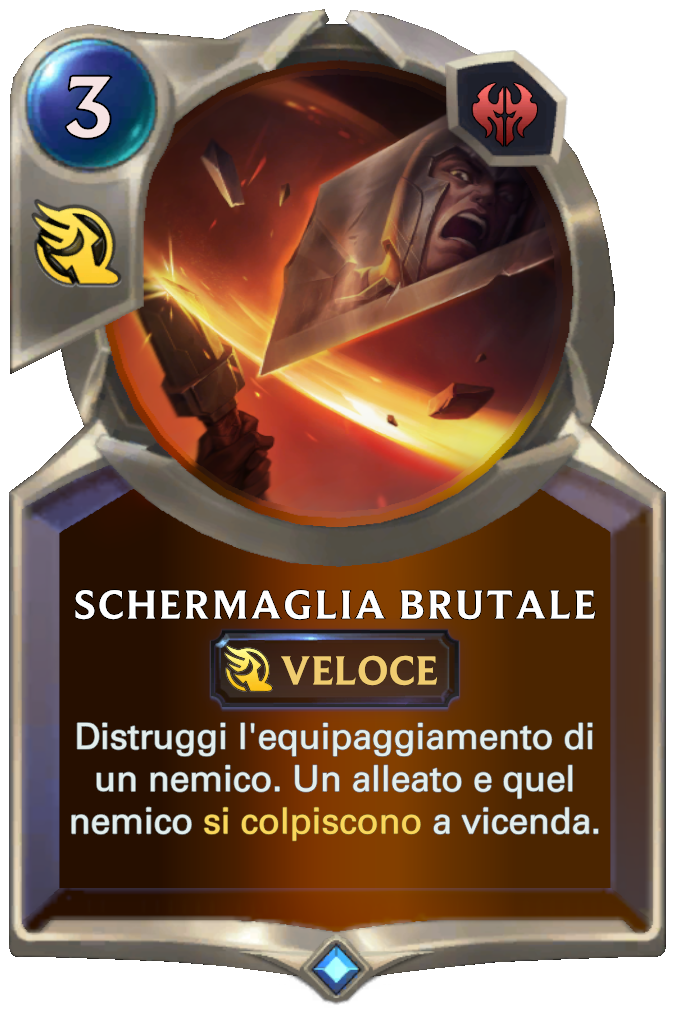 3
SCHERMAGLIA BRUTALE
VELOCE
Distruggi l'equipaggiamento di
un nemico. Un alleato e quel
nemico si colpiscono a vicenda.